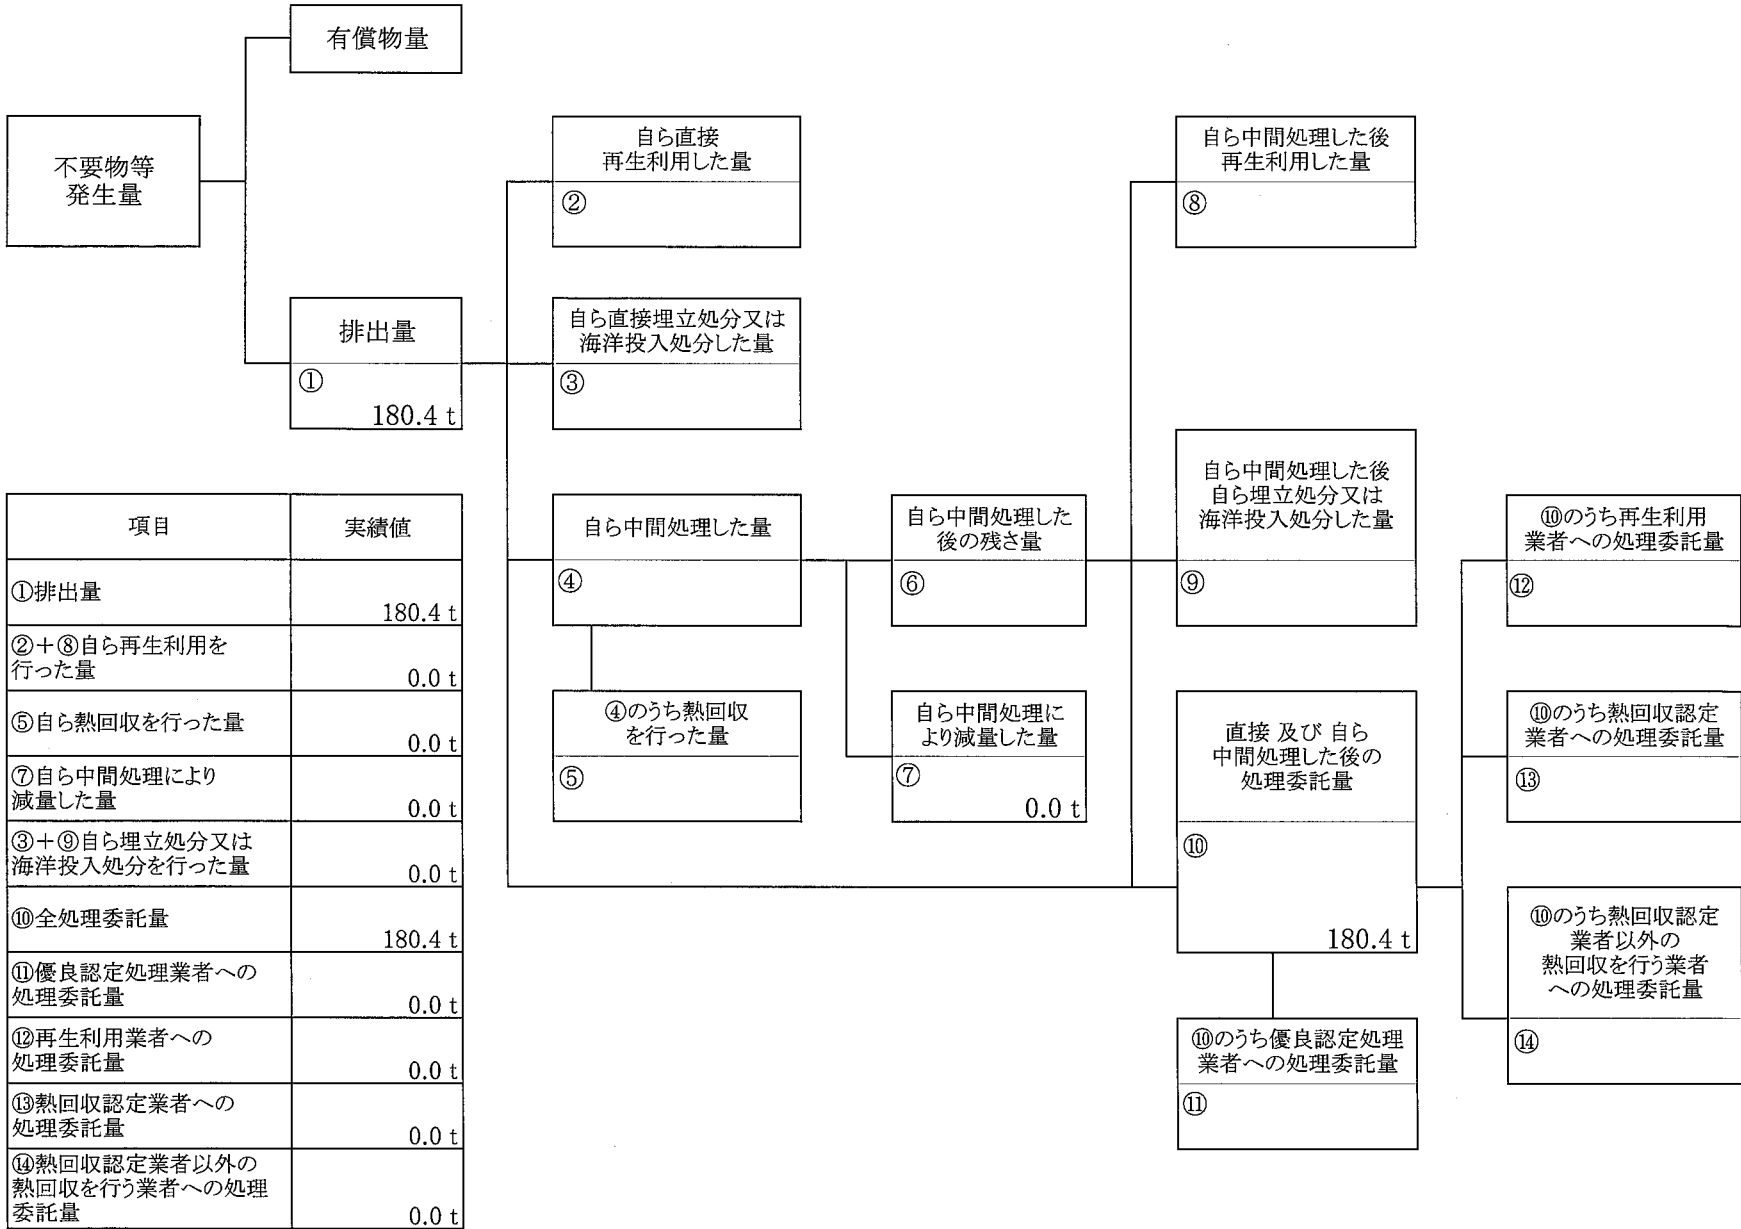 有償物量
不要物等
発生量
排出量
①
180.4 t
自ら直接
再生利用した量
②
自ら直接埋立処分又は
海洋投入処分した量
③
自ら中間処理した量
④
④のうち熱回収
を行った量
⑤
自ら中間処理した
後の残さ量
⑥
自ら中間処理に
より減量した量
⑦
0.0 t
自ら中間処理した後
再生利用した量
⑧
自ら中間処理した後
自ら埋立処分又は
海洋投入処分した量
⑨
直接 及び 自ら
中間処理した後の
処理委託量
⑩
180.4 t
⑩のうち優良認定処理
業者への処理委託量
⑪
⑩のうち再生利用
業者への処理委託量
⑫
⑩のうち熱回収認定
業者への処理委託量
⑬
⑩のうち熱回収認定
業者以外の
熱回収を行う業者
への処理委託量
⑭
項目 実績値
①排出量
180.4 t
②+⑧自ら再生利用を
行った量
0.0 t
⑤自ら熱回収を行った量
0.0 t
⑦自ら中間処理により
減量した量
0.0 t
③+⑨自ら埋立処分又は
海洋投入処分を行った量
0.0 t
⑩全処理委託量
180.4 t
⑪優良認定処理業者への
処理委託量
0.0 t
⑫再生利用業者への
処理委託量
0.0 t
⑬熱回収認定業者への
処理委託量
0.0 t
⑭熱回収認定業者以外の
熱回収を行う業者への処理
委託量
0.0 t